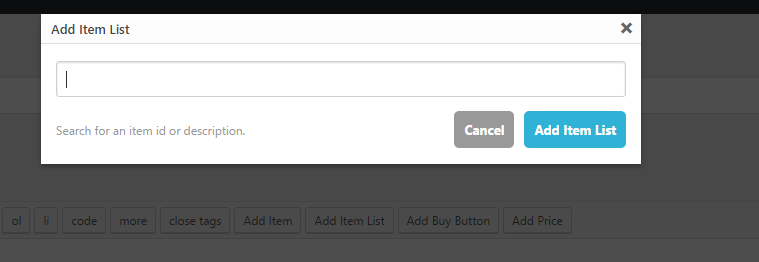 Add Item List
Search for an item id or description.
Cancel
Add Item List
ol
li
code
more
close tags
Add Item
Add Item List
Add Buy Button
Add Price